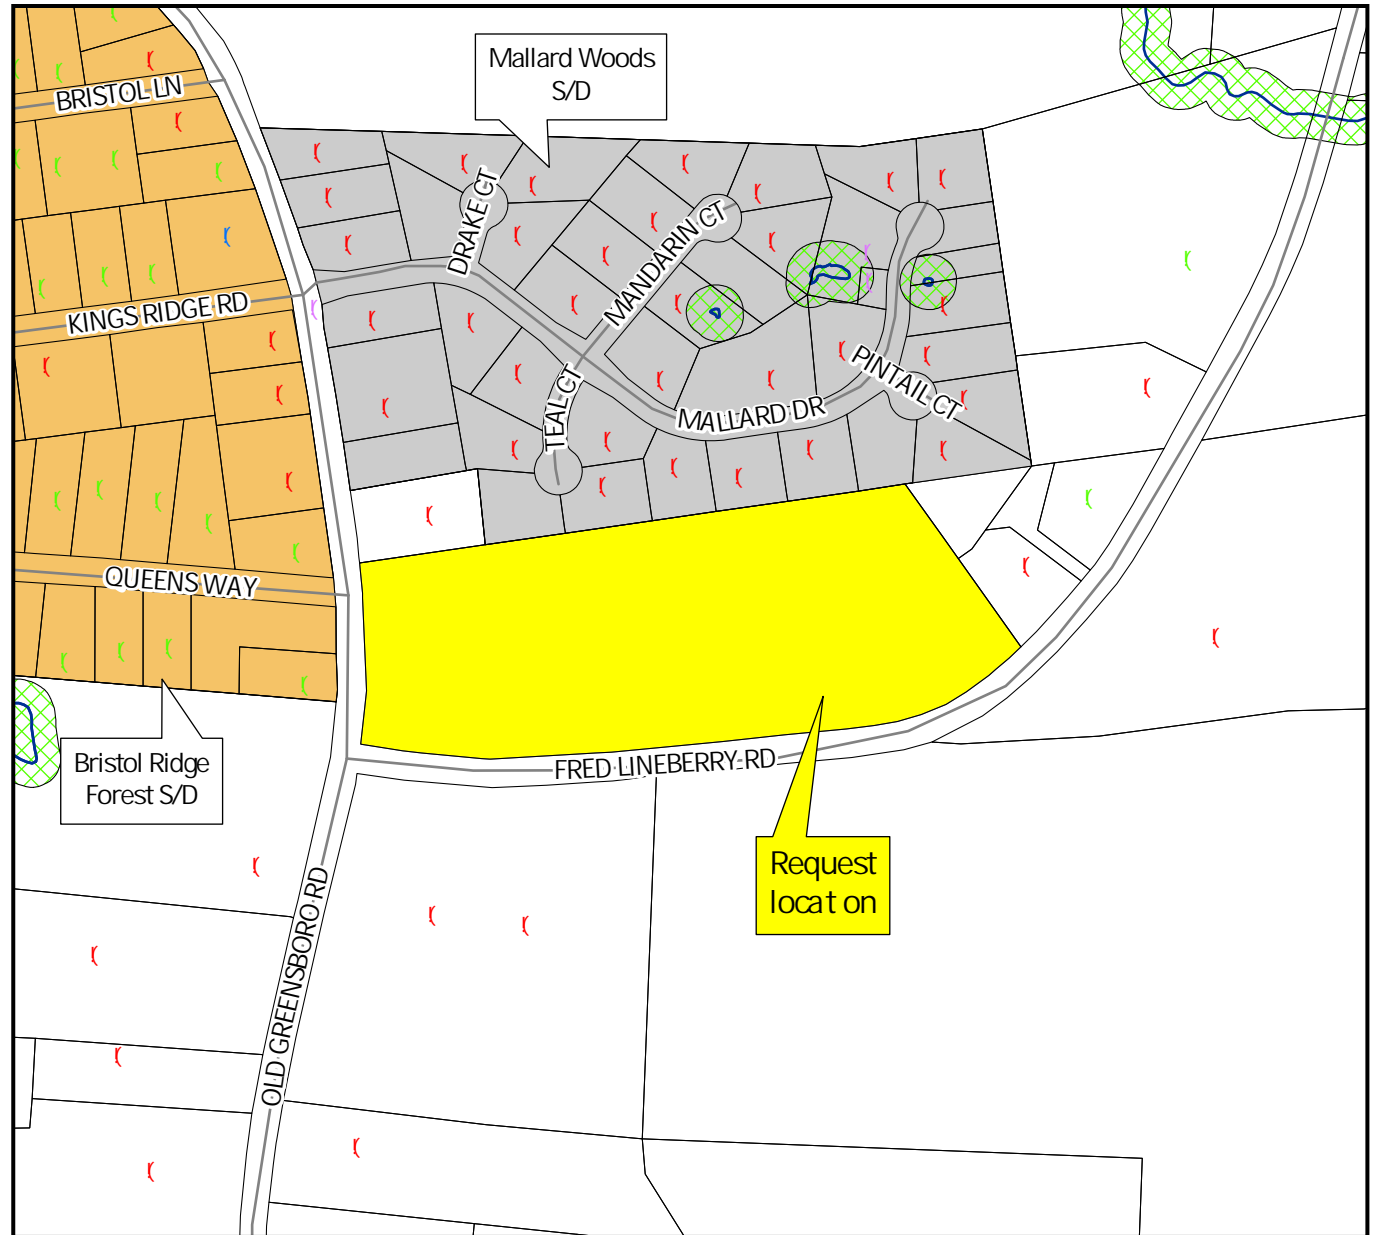 Mallard Woods
S/D
BRISTOL LN
DRAKE CT
MANDARIN CT
KINGS RIDGE RD
PINTAIL CT
TEAL CT
MALLARD DR
QUEENS WAY
Bristol Ridge
Forest S/D
FRED LINEBERRY RD
Request
locat on
OLD GREENSBORO RD